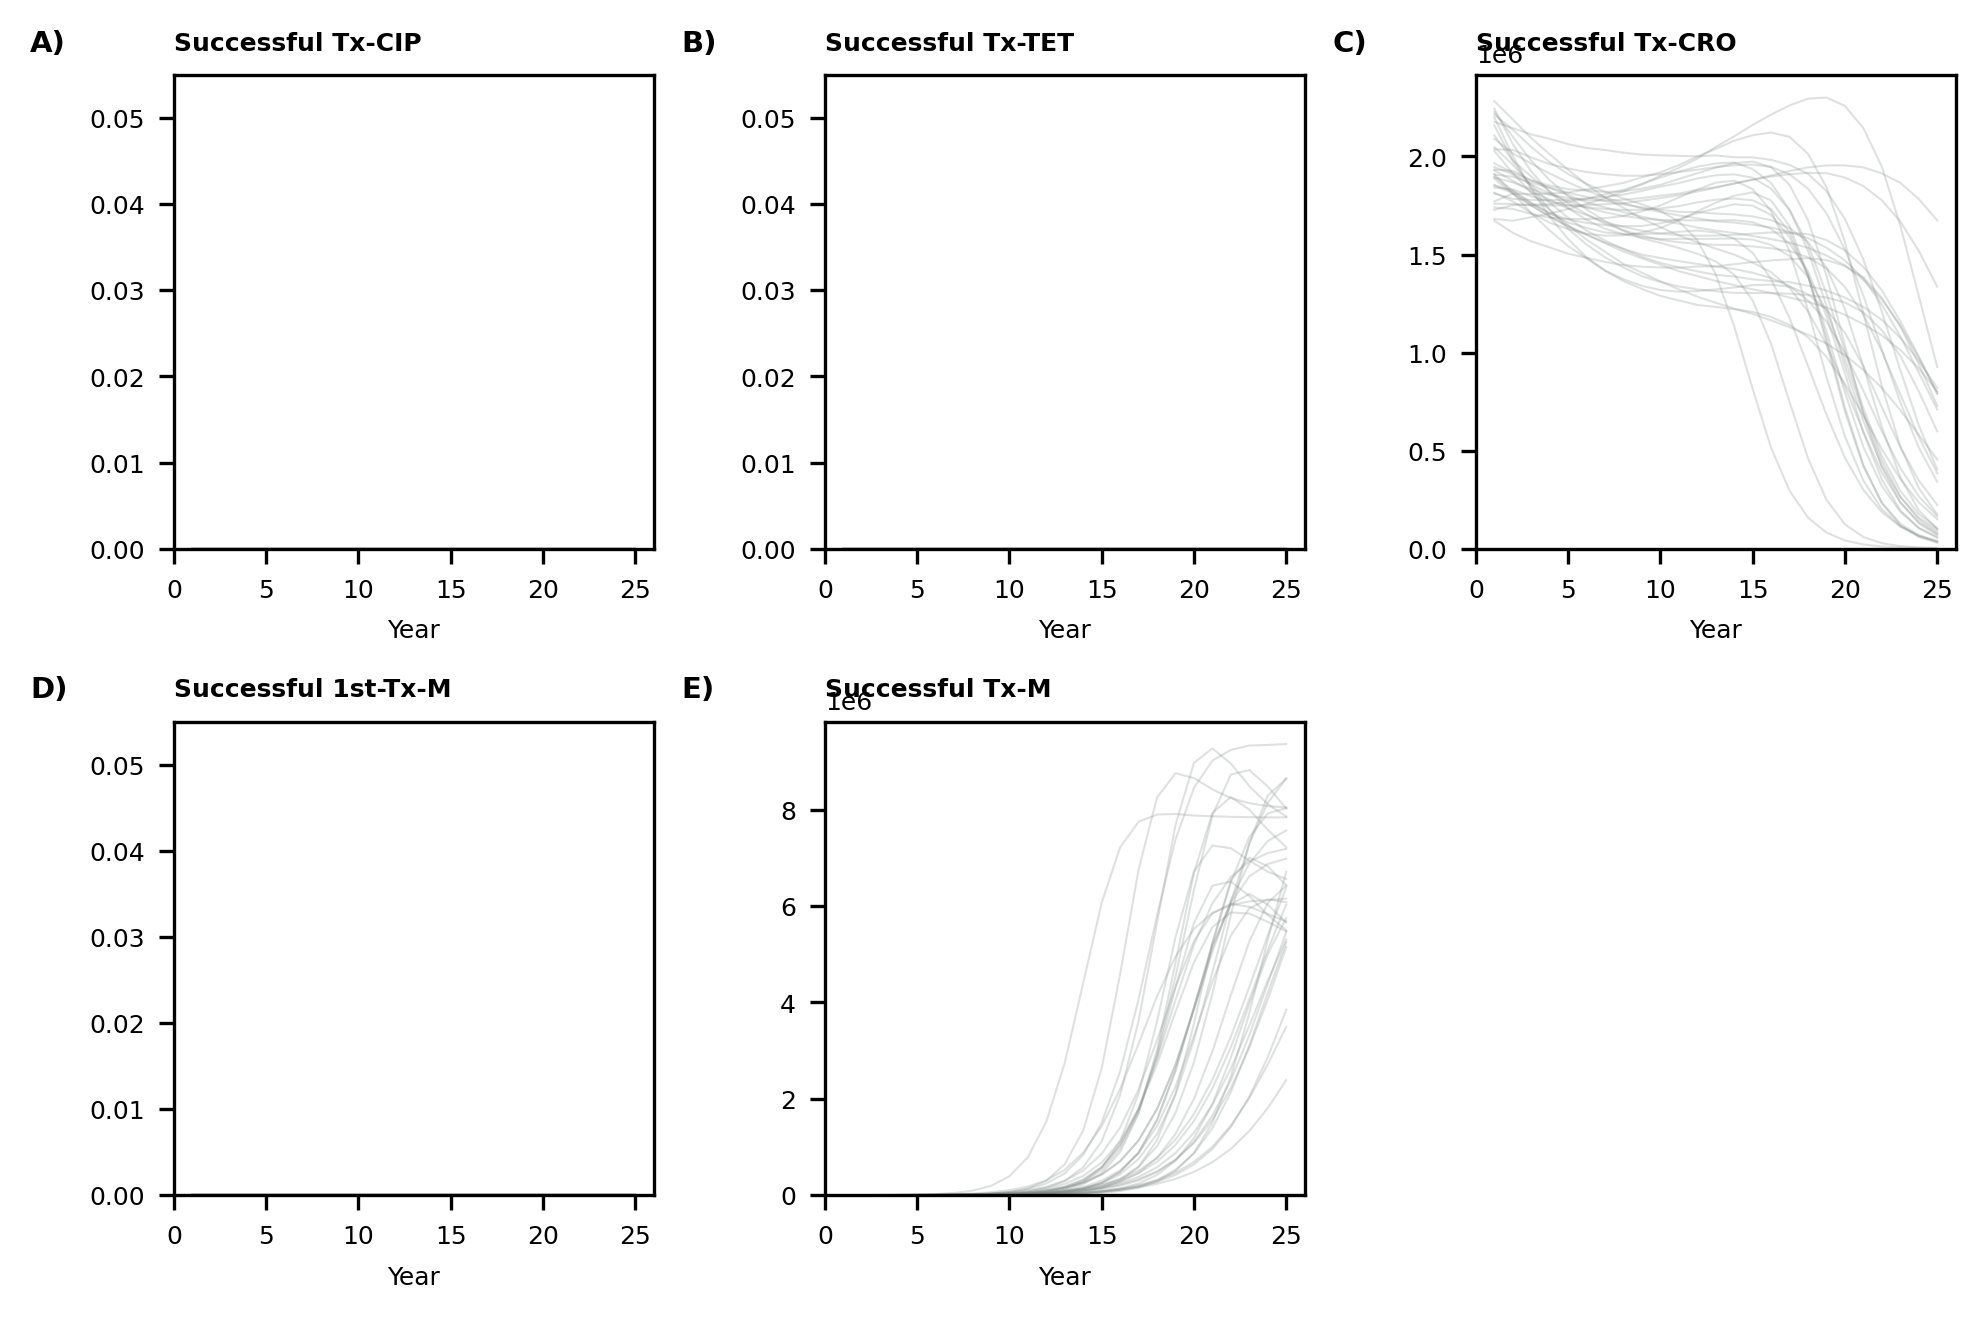 A) Successful Tx-CIP
0.05
0.04
0.03
0.02
0.01
0.00
0 5 10 15 20 25
Year
B) Successful Tx-TET
0.05
0.04
0.03
0.02
0.01
0.00
0 5 10 15 20 25
Year
C) Successful Tx-CRO
1e6
2.0
1.5
1.0
0.5
0.0
0 5 10 15 20 25
Year
D) Successful 1st-Tx-M
0.05
0.04
0.03
0.02
0.01
0.00
0 5 10 15 20 25
Year
E) Successful Tx-M
1e6
8
6
4
2
0
0 5 10 15 20 25
Year